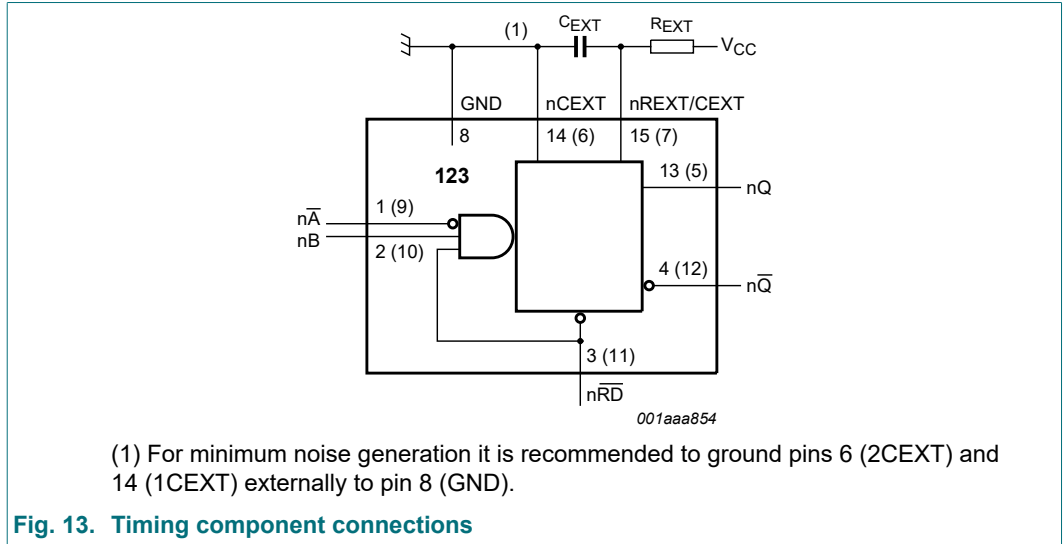 (1)
CEXT
REXT
VCC
GND
nCEXT
nREXT/CEXT
8
14 (6)
15 (7)
123
13 (5)
nQ
1 (9)
nA̅
nB
2 (10)
4 (12)
nQ̅
3 (11)
nR̅D̅
001aaa854
(1) For minimum noise generation it is recommended to ground pins 6 (2CEXT) and
14 (1CEXT) externally to pin 8 (GND).
Fig. 13. Timing component connections